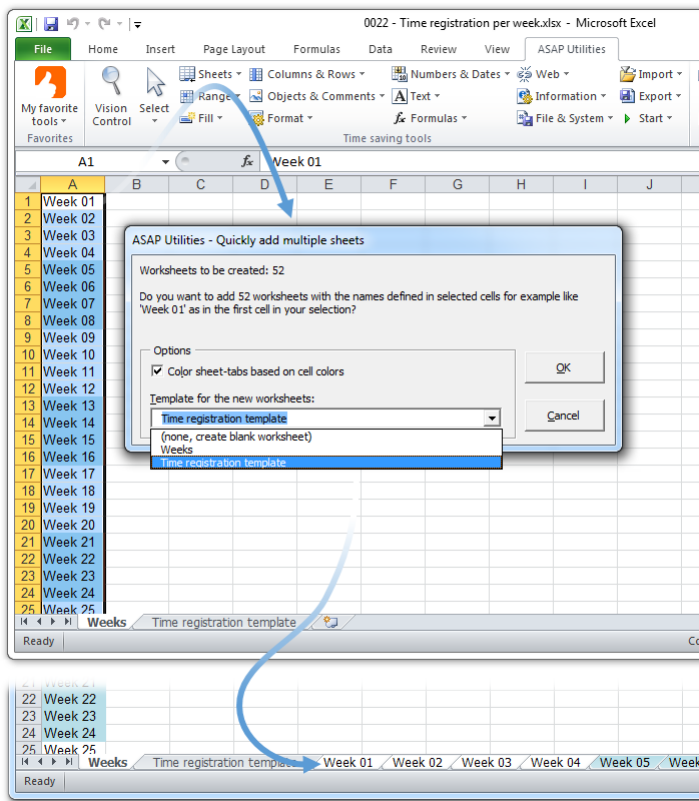 0022 - Time registration per week.xlsx - Microsoft Excel
File Home Insert Page Layout Formulas Data Review View ASAP Utilities
Sheets Columns & Rows Numbers & Dates Web Import
My favorite tools Vision Control Select Range Objects & Comments Text Information Export
Fill Format Formulas File & System Start
Favorites Time saving tools
A1 fx Week 01
A B C D E F G H I J
1 Week 01
2 Week 02
3 Week 03
4 Week 04
5 Week 05
6 Week 06
7 Week 07
8 Week 08
9 Week 09
10 Week 10
11 Week 11
12 Week 12
13 Week 13
14 Week 14
15 Week 15
16 Week 16
17 Week 17
18 Week 18
19 Week 19
20 Week 20
21 Week 21
22 Week 22
23 Week 23
24 Week 24
25 Week 25
ASAP Utilities - Quickly add multiple sheets
Worksheets to be created: 52
Do you want to add 52 worksheets with the names defined in selected cells for example like
'Week 01' as in the first cell in your selection?
Options
Color sheet-tabs based on cell colors
Template for the new worksheets:
Time registration template
(none, create blank worksheet)
Weeks
Time registration template
OK
Cancel
Weeks Time registration template
Ready
22 Week 22
23 Week 23
24 Week 24
25 Week 25
Weeks Time registration template Week 01 Week 02 Week 03 Week 04 Week 05 Week
Ready